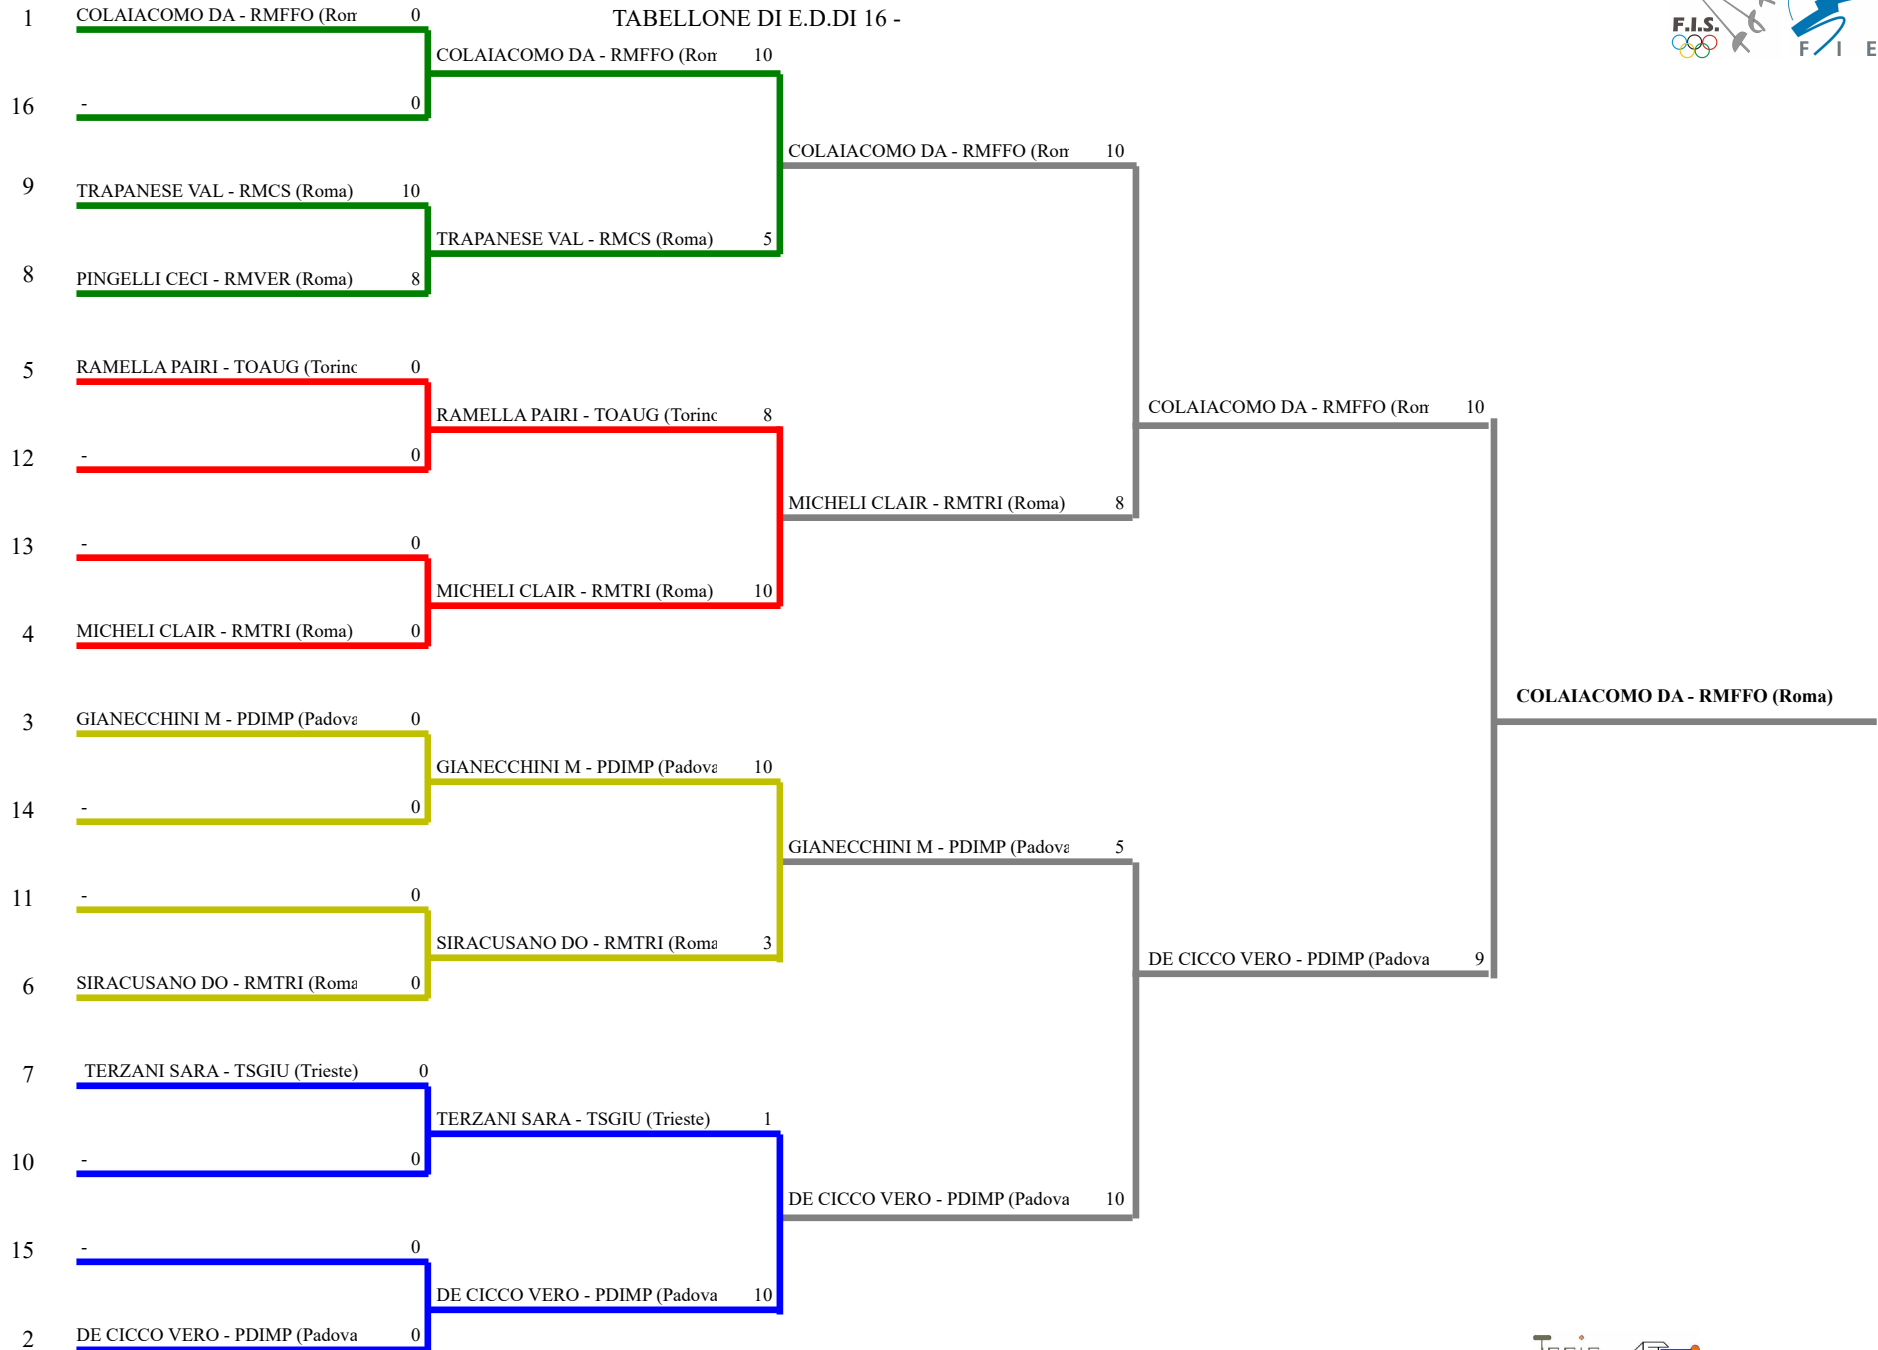 1 COLAIACOMO DA - RMFFO (Rom 0
TABELLONE DI E.D.DI 16 -
F.I.S.
F I E
COLAIACOMO DA - RMFFO (Rom 10
16 - 0
COLAIACOMO DA - RMFFO (Rom 10
9 TRAPANESE VAL - RMCS (Roma) 10
TRAPANESE VAL - RMCS (Roma) 5
8 PINGELLI CECI - RMVER (Roma) 8
5 RAMELLA PAIRI - TOAUG (Torino 0
COLAIACOMO DA - RMFFO (Rom 10
RAMELLA PAIRI - TOAUG (Torino 8
12 - 0
MICHELI CLAIR - RMTRI (Roma) 8
13 - 0
MICHELI CLAIR - RMTRI (Roma) 10
4 MICHELI CLAIR - RMTRI (Roma) 0
COLAIACOMO DA - RMFFO (Roma)
3 GIANECCHINI M - PDIMP (Padova 0
GIANECCHINI M - PDIMP (Padova 10
14 - 0
GIANECCHINI M - PDIMP (Padova 5
11 - 0
SIRACUSANO DO - RMTRI (Roma 3
DE CICCO VERO - PDIMP (Padova 9
6 SIRACUSANO DO - RMTRI (Roma 0
7 TERZANI SARA - TSGIU (Trieste) 0
TERZANI SARA - TSGIU (Trieste) 1
10 - 0
DE CICCO VERO - PDIMP (Padova 10
15 - 0
DE CICCO VERO - PDIMP (Padova 10
2 DE CICCO VERO - PDIMP (Padova 0